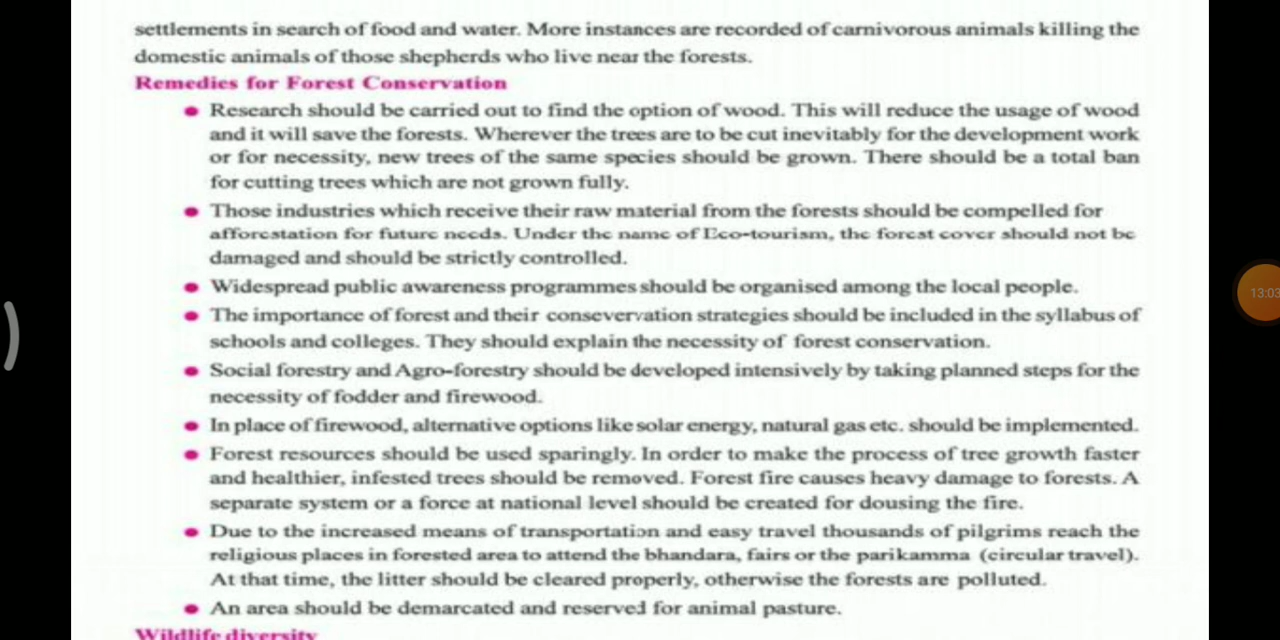 settlements in search of food and water. More instances are recorded of carnivorous animals killing the
domestic animals of those shepherds who live near the forests.
Remedies for Forest Conservation
● Research should be carried out to find the option of wood. This will reduce the usage of wood
and it will save the forests. Wherever the trees are to be cut inevitably for the development work
or for necessity, new trees of the same species should be grown. There should be a total ban
for cutting trees which are not grown fully.
● Those industries which receive their raw material from the forests should be compelled for
afforestation for future needs. Under the name of Eco-tourism, the forest cover should not be
damaged and should be strictly controlled.
● Widespread public awareness programmes should be organised among the local people.
● The importance of forest and their consevervation strategies should be included in the syllabus of
schools and colleges. They should explain the necessity of forest conservation.
● Social forestry and Agro-forestry should be developed intensively by taking planned steps for the
necessity of fodder and firewood.
● In place of firewood, alternative options like solar energy, natural gas etc. should be implemented.
● Forest resources should be used sparingly. In order to make the process of tree growth faster
and healthier, infested trees should be removed. Forest fire causes heavy damage to forests. A
separate system or a force at national level should be created for dousing the fire.
● Due to the increased means of transportation and easy travel thousands of pilgrims reach the
religious places in forested area to attend the bhandara, fairs or the parikamma (circular travel).
At that time, the litter should be cleared properly, otherwise the forests are polluted.
● An area should be demarcated and reserved for animal pasture.
Wildlife diversity
13:03